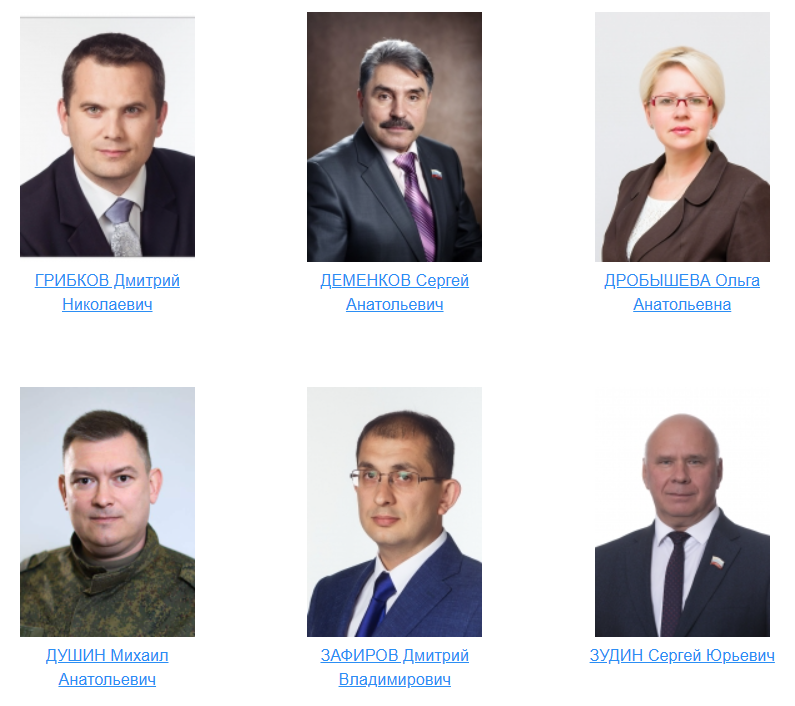 ГРИБКОВ Дмитрий
Николаевич
ДЕМЕНКОВ Сергей
Анатольевич
ДРОБЫШЕВА Ольга
Анатольевна
ДУШИН Михаил
Анатольевич
ЗАФИРОВ Дмитрий
Владимирович
ЗУДИН Сергей Юрьевич